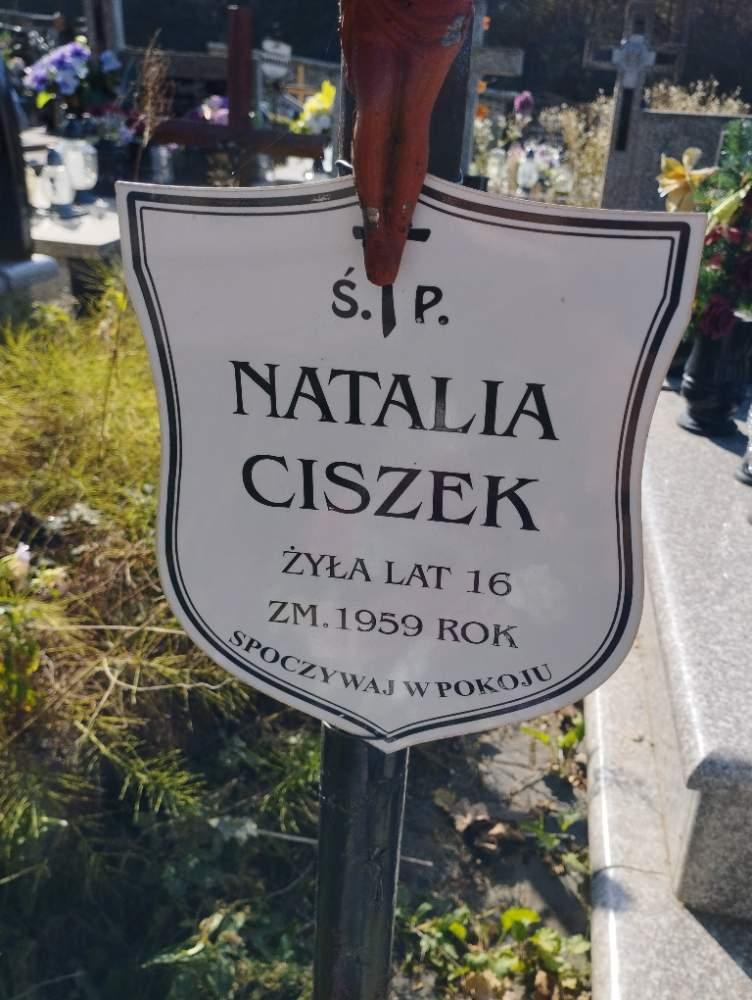 Ś. P.
NATALIA
CISZEK
ŻYŁA LAT 16
ZM. 1959 ROK
SPOCZYWAJ W POKOJU